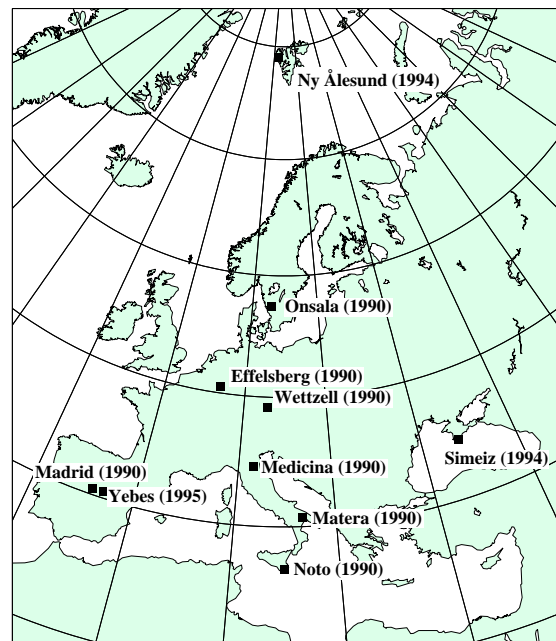 Ny Ålesund (1994)
Onsala (1990)
Effelsberg (1990)
Wettzell (1990)
Simeiz (1994)
Medicina (1990)
Madrid (1990)
Yebes (1995)
Matera (1990)
Noto (1990)